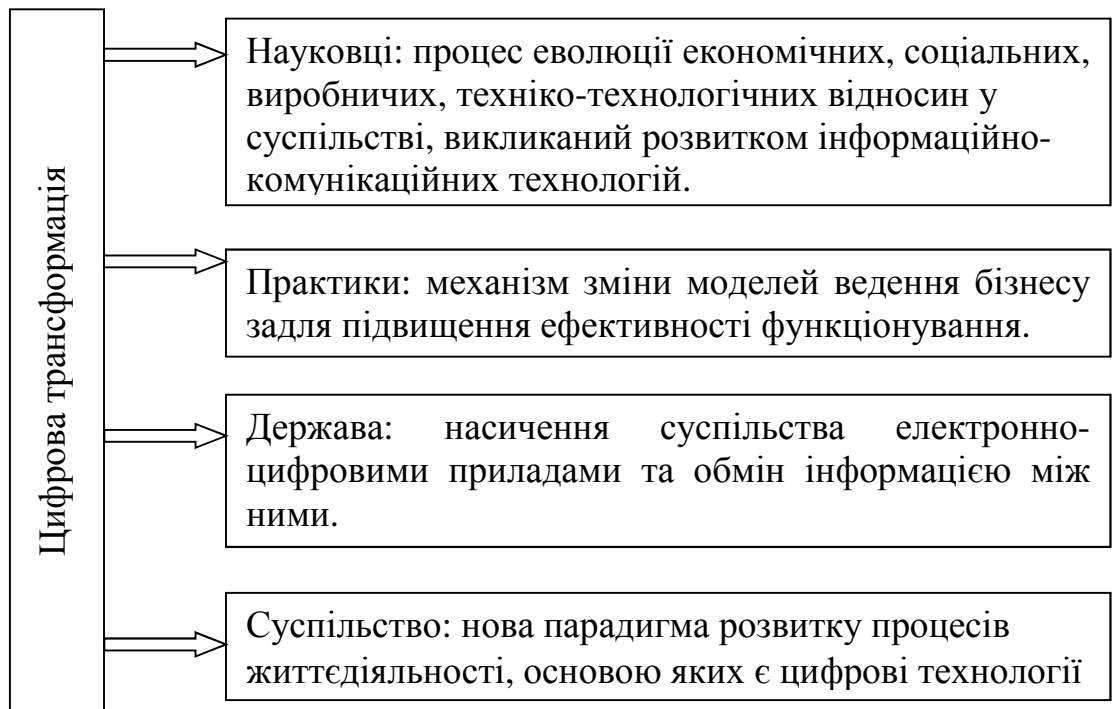 Цифрова трансформація
Науковці: процес еволюції економічних, соціальних,
виробничих, техніко-технологічних відносин у
суспільстві, викликаний розвитком інформаційно-
комунікаційних технологій.
Практики: механізм зміни моделей ведення бізнесу
задля підвищення ефективності функціонування.
Держава: насичення суспільства електронно-
цифровими приладами та обмін інформацією між
ними.
Суспільство: нова парадигма розвитку процесів
життєдіяльності, основою яких є цифрові технології